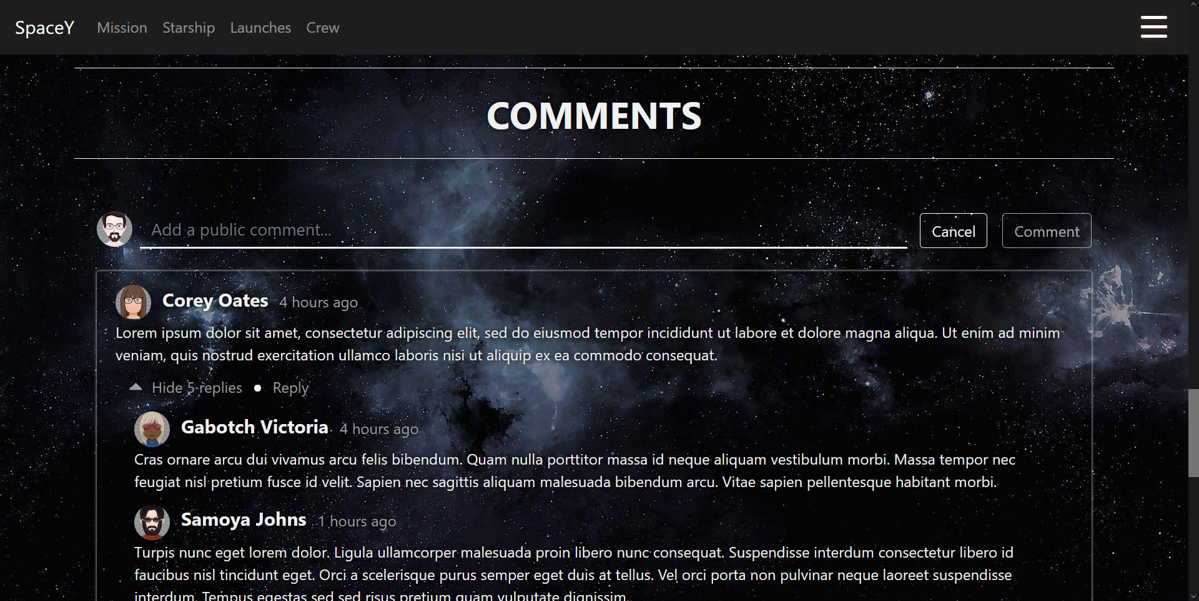 SpaceY Mission Starship Launches Crew
COMMENTS
Add a public comment... Cancel Comment
Corey Oates 4 hours ago
Lorem ipsum dolor sit amet, consectetur adipiscing elit, sed do eiusmod tempor incididunt ut labore et dolore magna aliqua. Ut enim ad minim
veniam, quis nostrud exercitation ullamco laboris nisi ut aliquip ex ea commodo consequat.
Hide 5 replies ● Reply
Gabotch Victoria 4 hours ago
Cras ornare arcu dui vivamus arcu felis bibendum. Quam nulla porttitor massa id neque aliquam vestibulum morbi. Massa tempor nec
feugiat nisl pretium fusce id velit. Sapien nec sagittis aliquam malesuada bibendum arcu. Vitae sapien pellentesque habitant morbi.
Samoya Johns 1 hours ago
Turpis nunc eget lorem dolor. Ligula ullamcorper malesuada proin libero nunc consequat. Suspendisse interdum consectetur libero id
faucibus nisl tincidunt eget. Orci a scelerisque purus semper eget duis at tellus. Vel orci porta non pulvinar neque laoreet suspendisse
interdum. Tempus egestas sed sed risus pretium quam vulputate dignissim.